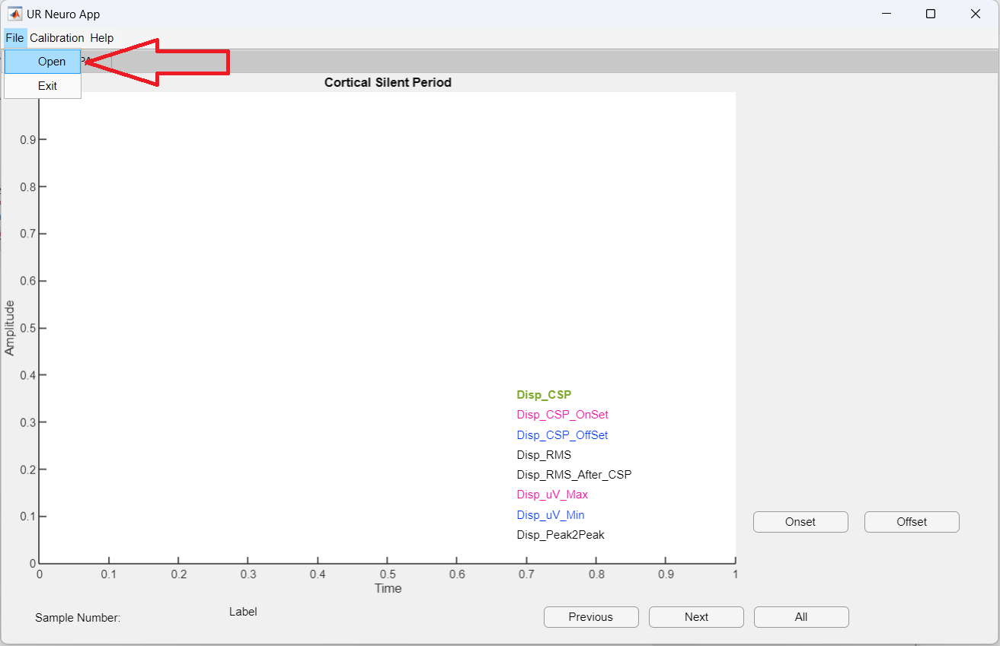 UR Neuro App
File Calibration Help
Open
Exit
Cortical Silent Period
0.9
0.8
0.7
0.6
0.5
0.4
0.3
0.2
0.1
0
Amplitude
Disp_CSP
Disp_CSP_OnSet
Disp_CSP_OffSet
Disp_RMS
Disp_RMS_After_CSP
Disp_uV_Max
Disp_uV_Min
Disp_Peak2Peak
Onset Offset
0 0.1 0.2 0.3 0.4 0.5 0.6 0.7 0.8 0.9 1
Time
Sample Number: Label
Previous Next All